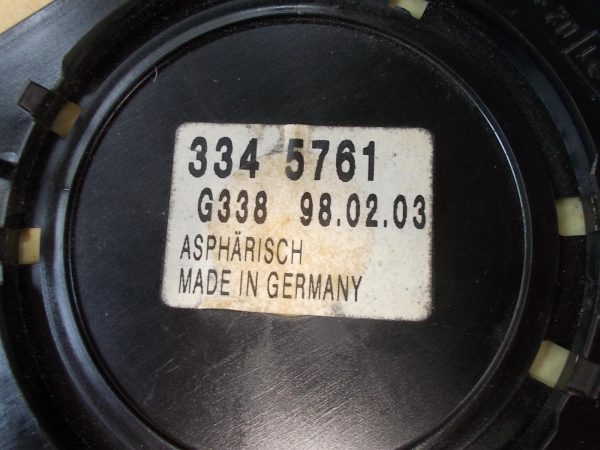 334 5761
G338 98.02.03
ASPHÄRISCH
MADE IN GERMANY